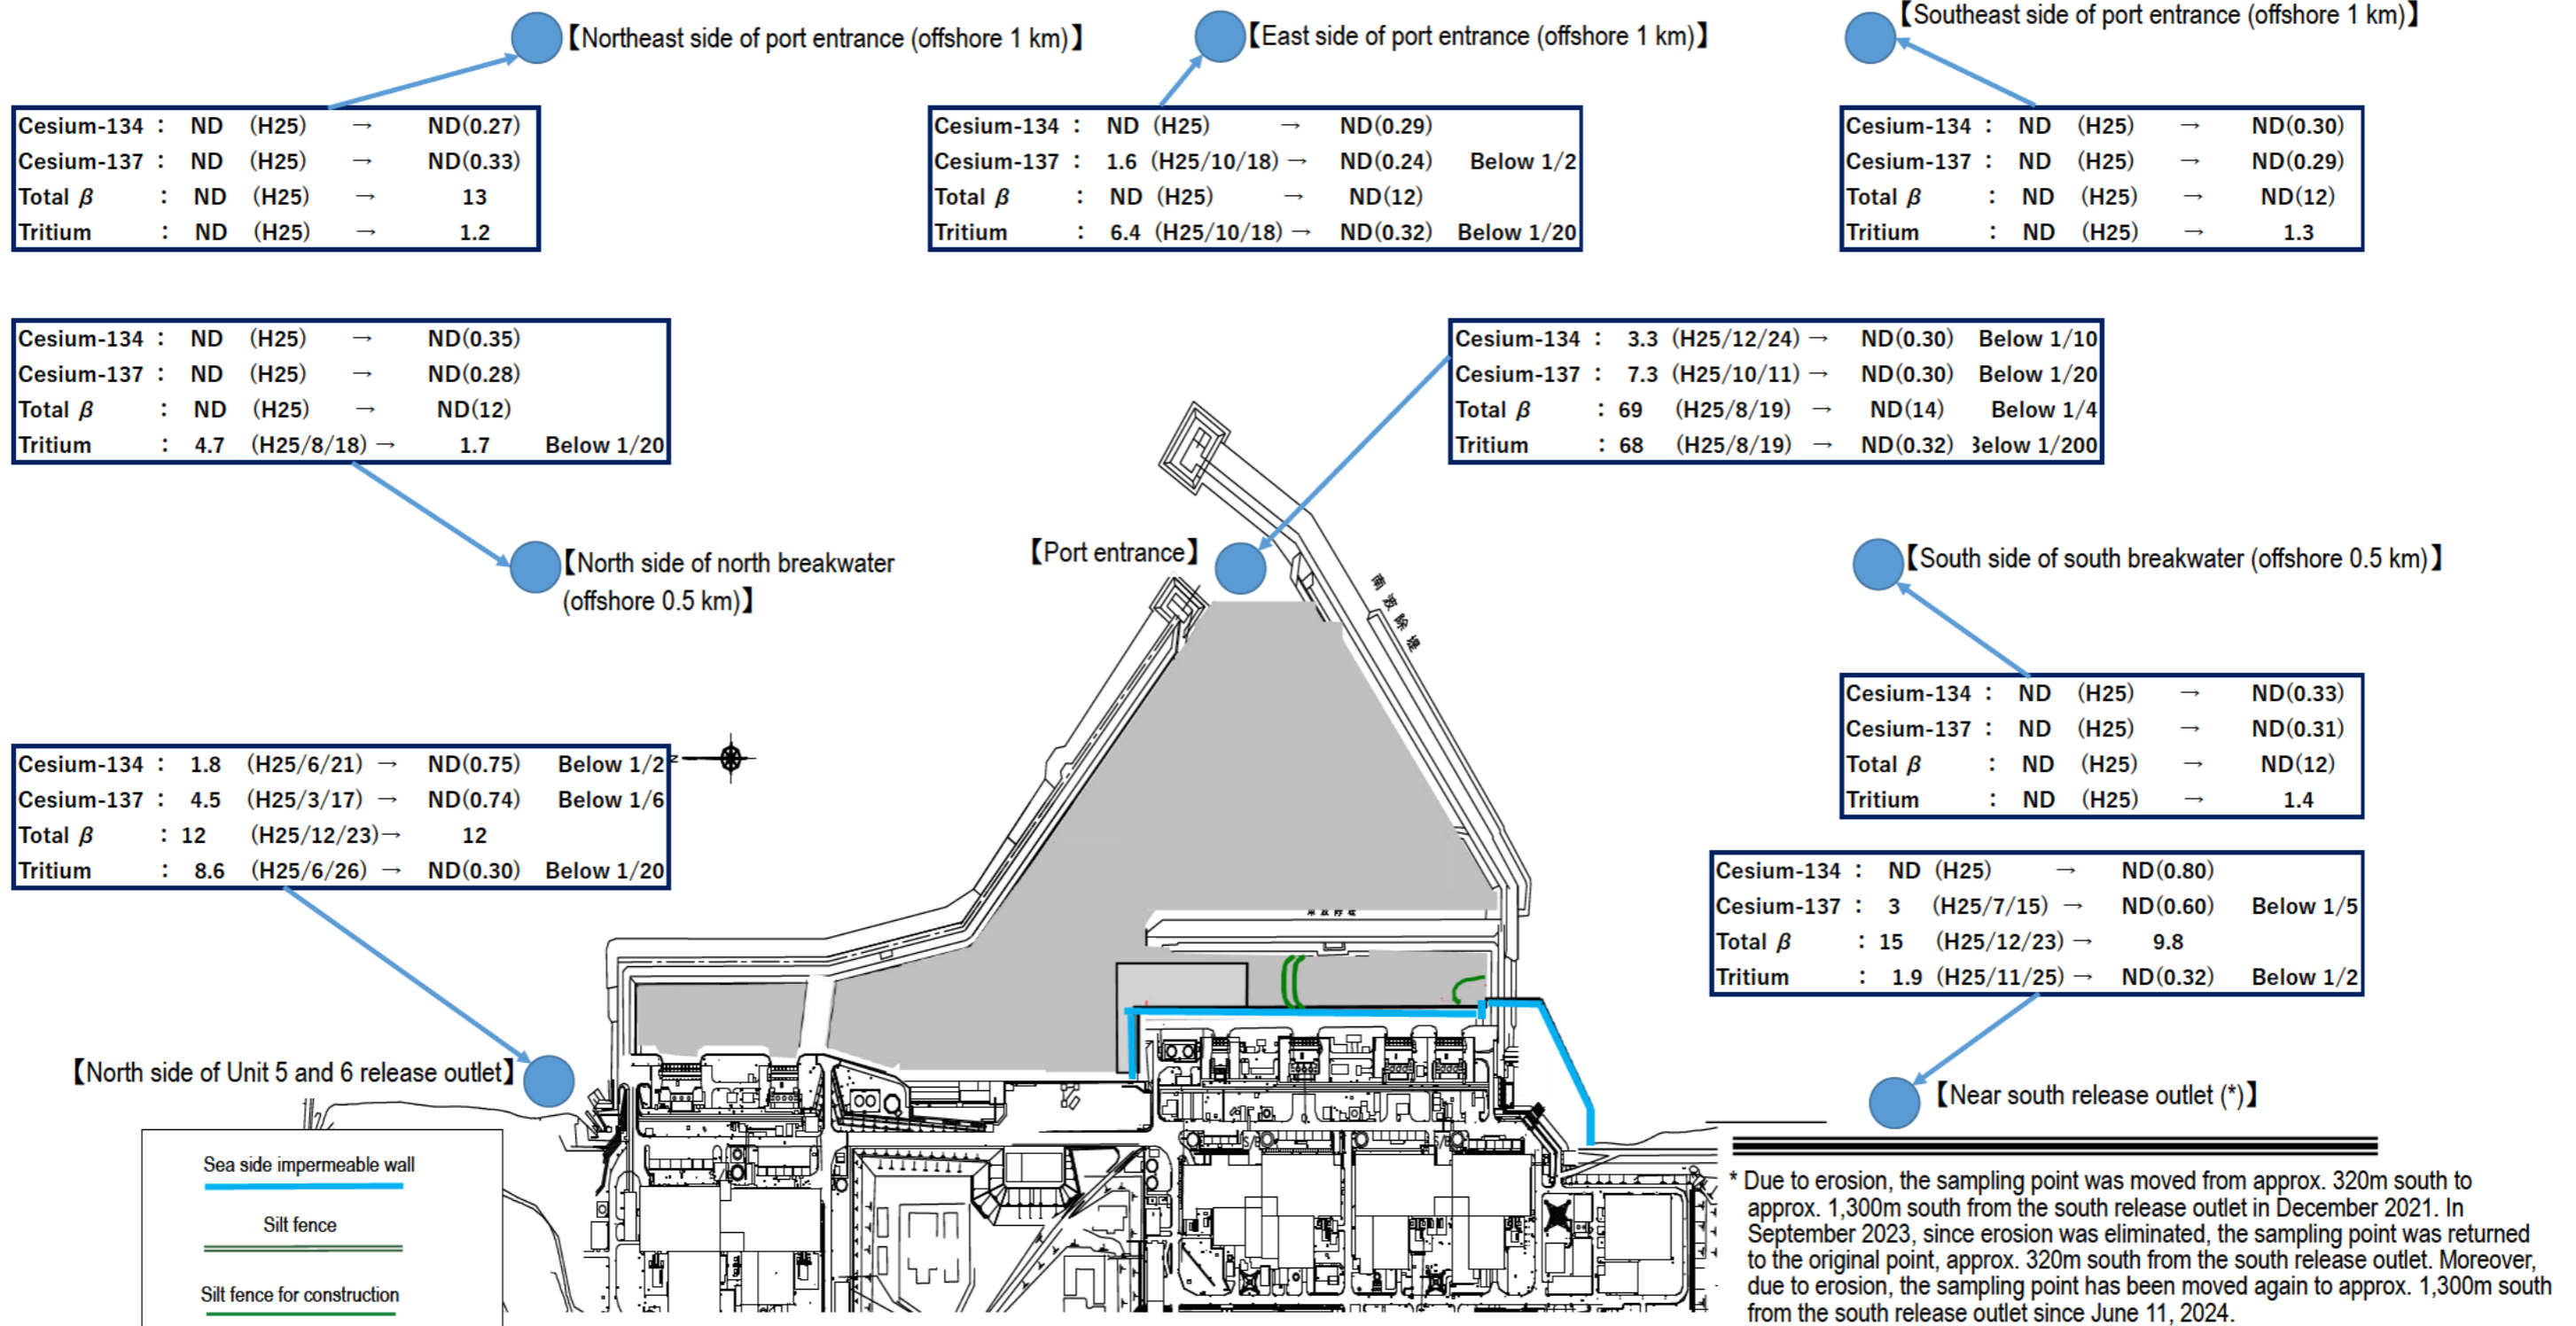 【Northeast side of port entrance (offshore 1 km)】
Cesium-134 : ND (H25) → ND(0.27)
Cesium-137 : ND (H25) → ND(0.33)
Total β : ND (H25) → 13
Tritium : ND (H25) → 1.2
【East side of port entrance (offshore 1 km)】
Cesium-134 : ND (H25) → ND(0.29)
Cesium-137 : 1.6 (H25/10/18) → ND(0.24) Below 1/2
Total β : ND (H25) → ND(12)
Tritium : 6.4 (H25/10/18) → ND(0.32) Below 1/20
【Southeast side of port entrance (offshore 1 km)】
Cesium-134 : ND (H25) → ND(0.30)
Cesium-137 : ND (H25) → ND(0.29)
Total β : ND (H25) → ND(12)
Tritium : ND (H25) → 1.3
Cesium-134 : ND (H25) → ND(0.35)
Cesium-137 : ND (H25) → ND(0.28)
Total β : ND (H25) → ND(12)
Tritium : 4.7 (H25/8/18) → 1.7 Below 1/20
【North side of north breakwater
(offshore 0.5 km)】
Cesium-134 : 3.3 (H25/12/24) → ND(0.30) Below 1/10
Cesium-137 : 7.3 (H25/10/11) → ND(0.30) Below 1/20
Total β : 69 (H25/8/19) → ND(14) Below 1/4
Tritium : 68 (H25/8/19) → ND(0.32) Below 1/200
【Port entrance】
南波除堤
【South side of south breakwater (offshore 0.5 km)】
Cesium-134 : ND (H25) → ND(0.33)
Cesium-137 : ND (H25) → ND(0.31)
Total β : ND (H25) → ND(12)
Tritium : ND (H25) → 1.4
Cesium-134 : 1.8 (H25/6/21) → ND(0.75) Below 1/2
Cesium-137 : 4.5 (H25/3/17) → ND(0.74) Below 1/6
Total β : 12 (H25/12/23)→ 12
Tritium : 8.6 (H25/6/26) → ND(0.30) Below 1/20
N
【North side of Unit 5 and 6 release outlet】
Cesium-134 : ND (H25) → ND(0.80)
Cesium-137 : 3 (H25/7/15) → ND(0.60) Below 1/5
Total β : 15 (H25/12/23) → 9.8
Tritium : 1.9 (H25/11/25) → ND(0.32) Below 1/2
【Near south release outlet (*)】
S/B
S/B
Sea side impermeable wall
Silt fence
Silt fence for construction
* Due to erosion, the sampling point was moved from approx. 320m south to
approx. 1,300m south from the south release outlet in December 2021. In
September 2023, since erosion was eliminated, the sampling point was returned
to the original point, approx. 320m south from the south release outlet. Moreover,
due to erosion, the sampling point has been moved again to approx. 1,300m south
from the south release outlet since June 11, 2024.